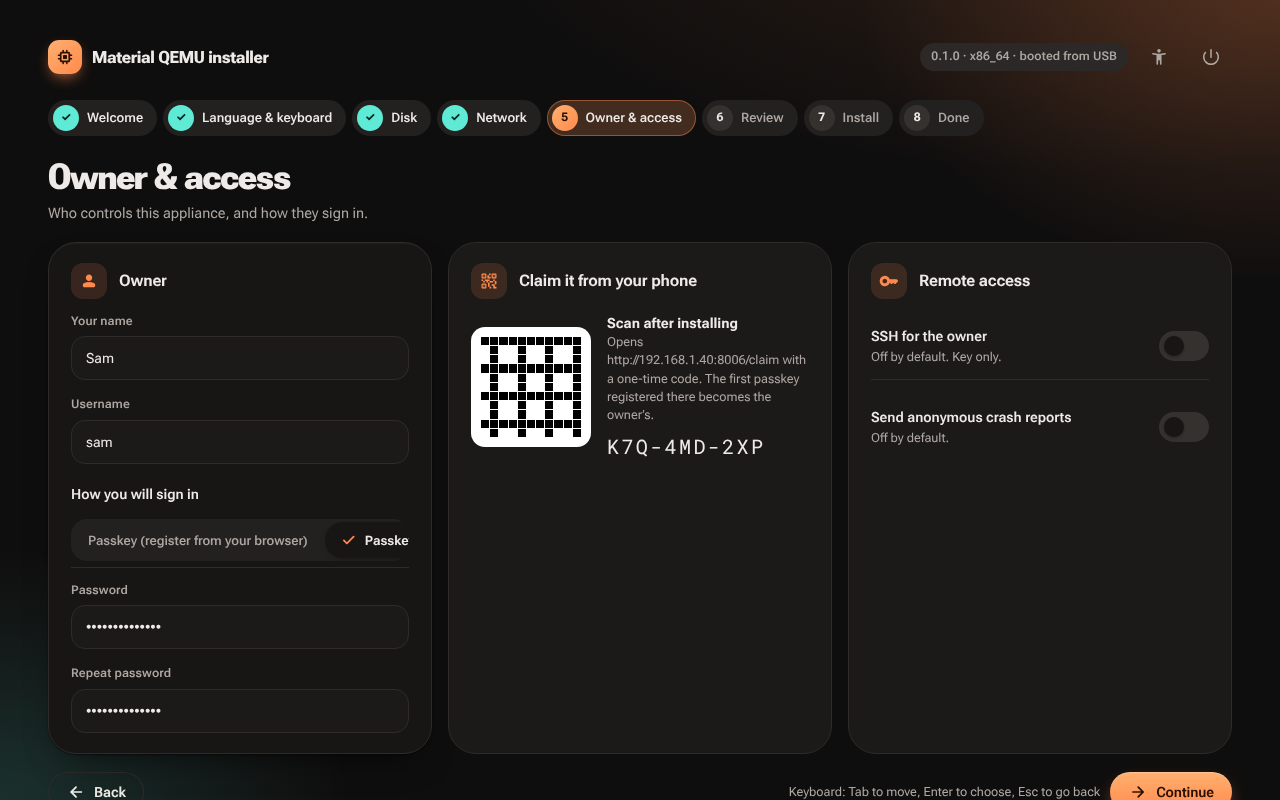 Material QEMU installer
0.1.0 · x86_64 · booted from USB
Welcome
Language & keyboard
Disk
Network
5 Owner & access
6 Review
7 Install
8 Done
Owner & access
Who controls this appliance, and how they sign in.
Owner
Your name
Sam
Username
sam
How you will sign in
Passkey (register from your browser)
Passke
Password
••••••••••••••
Repeat password
••••••••••••••
Claim it from your phone
Scan after installing
Opens
http://192.168.1.40:8006/claim with
a one-time code. The first passkey
registered there becomes the
owner's.
K7Q-4MD-2XP
Remote access
SSH for the owner
Off by default. Key only.
Send anonymous crash reports
Off by default.
Back
Keyboard: Tab to move, Enter to choose, Esc to go back
Continue